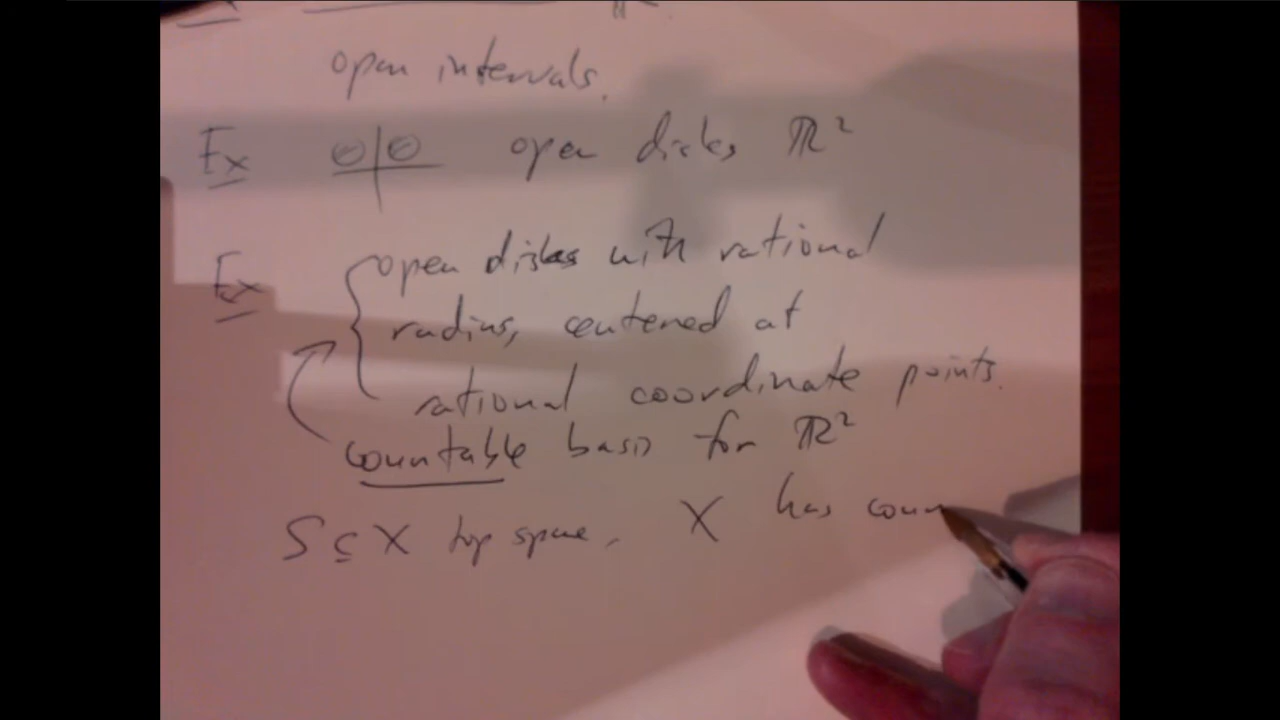 open intervals.
Ex open disks ℝ²
Ex { open disks with rational
radius, centered at
rational coordinate points.
countable basis for ℝ²
S ⊆ X top space. X has coun